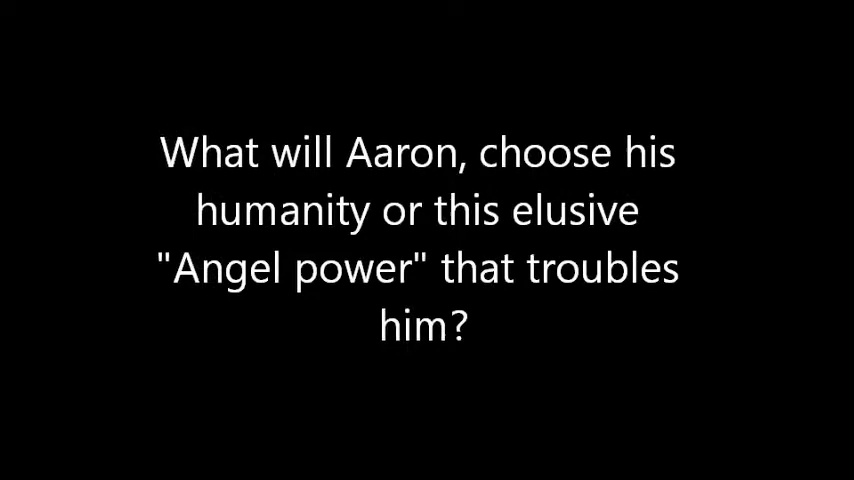 What will Aaron, choose his
humanity or this elusive
"Angel power" that troubles
him?